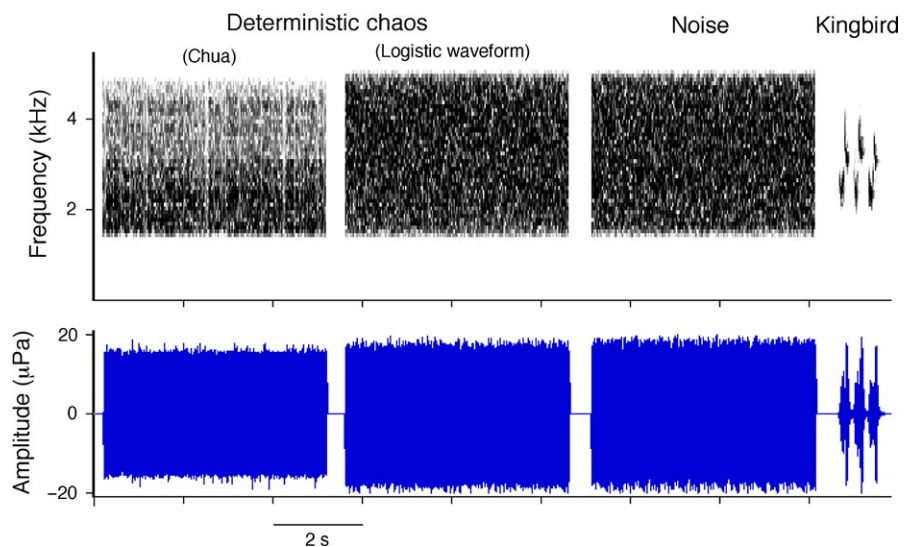 Deterministic chaos Noise Kingbird
(Chua) (Logistic waveform)
Frequency (kHz)
4
2
Amplitude (μPa)
20
0
−20
2 s